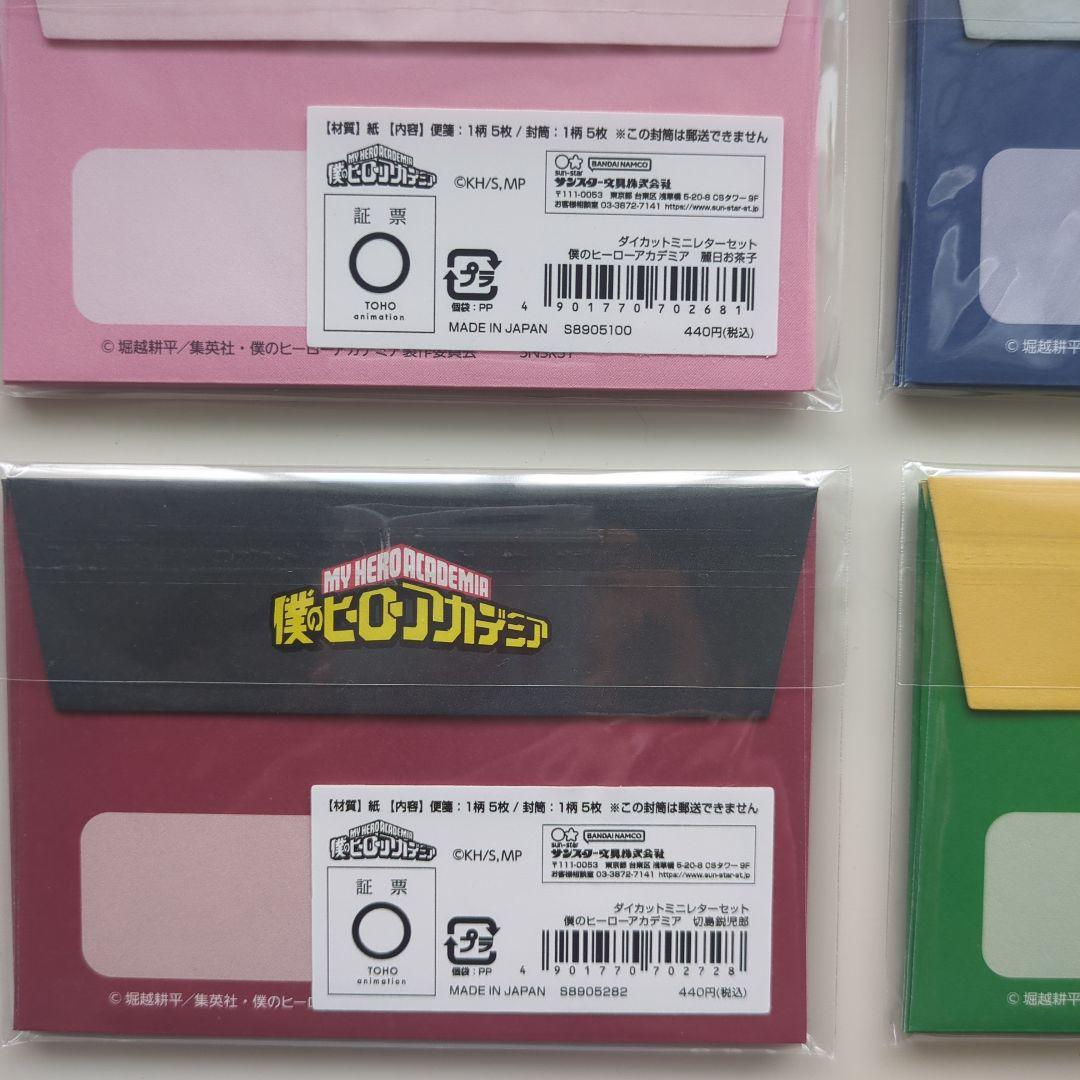 【材質】紙 【内容】便箋：1柄 5枚 / 封筒：1柄 5枚 ※この封筒は郵送できません
MY HERO ACADEMIA
僕のヒーローアカデミア
©KH/S, MP
sun-star
BANDAI NAMCO
サンスター文具株式会社
〒111-0053 東京都 台東区 浅草橋 5-20-8 CSタワー 9F
お客様相談室 03-3872-7141 https://www.sun-star-st.jp
証 票
TOHO
animation
プラ
個袋：PP
ダイカットミニレターセット
僕のヒーローアカデミア 麗日お茶子
4 901770 702681
MADE IN JAPAN S8905100 440円(税込)
© 堀越耕平／集英社・僕のヒーローアカデミア製作委員会
© 堀越耕平
MY HERO ACADEMIA
僕のヒーローアカデミア
【材質】紙 【内容】便箋：1柄 5枚 / 封筒：1柄 5枚 ※この封筒は郵送できません
MY HERO ACADEMIA
僕のヒーローアカデミア
©KH/S, MP
sun-star
BANDAI NAMCO
サンスター文具株式会社
〒111-0053 東京都 台東区 浅草橋 5-20-8 CSタワー 9F
お客様相談室 03-3872-7141 https://www.sun-star-st.jp
証 票
TOHO
animation
プラ
個袋：PP
ダイカットミニレターセット
僕のヒーローアカデミア 切島鋭児郎
4 901770 702728
MADE IN JAPAN S8905282 440円(税込)
© 堀越耕平／集英社・僕のヒーロ
© 堀越耕平